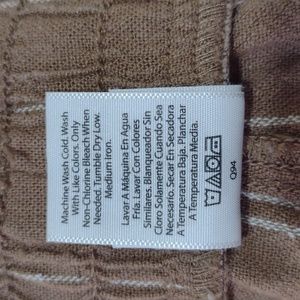 Machine Wash Cold. Wash
With Like Colors. Only
Non-Chlorine Bleach When
Needed. Tumble Dry Low.
Medium Iron.
Lavar A Máquina En Agua
Fría. Lavar Con Colores
Similares. Blanqueador Sin
Cloro Solamente Cuando Sea
Necesario. Secar En Secadora
A Temperatura Baja. Planchar
A Temperatura Media.
1Q94